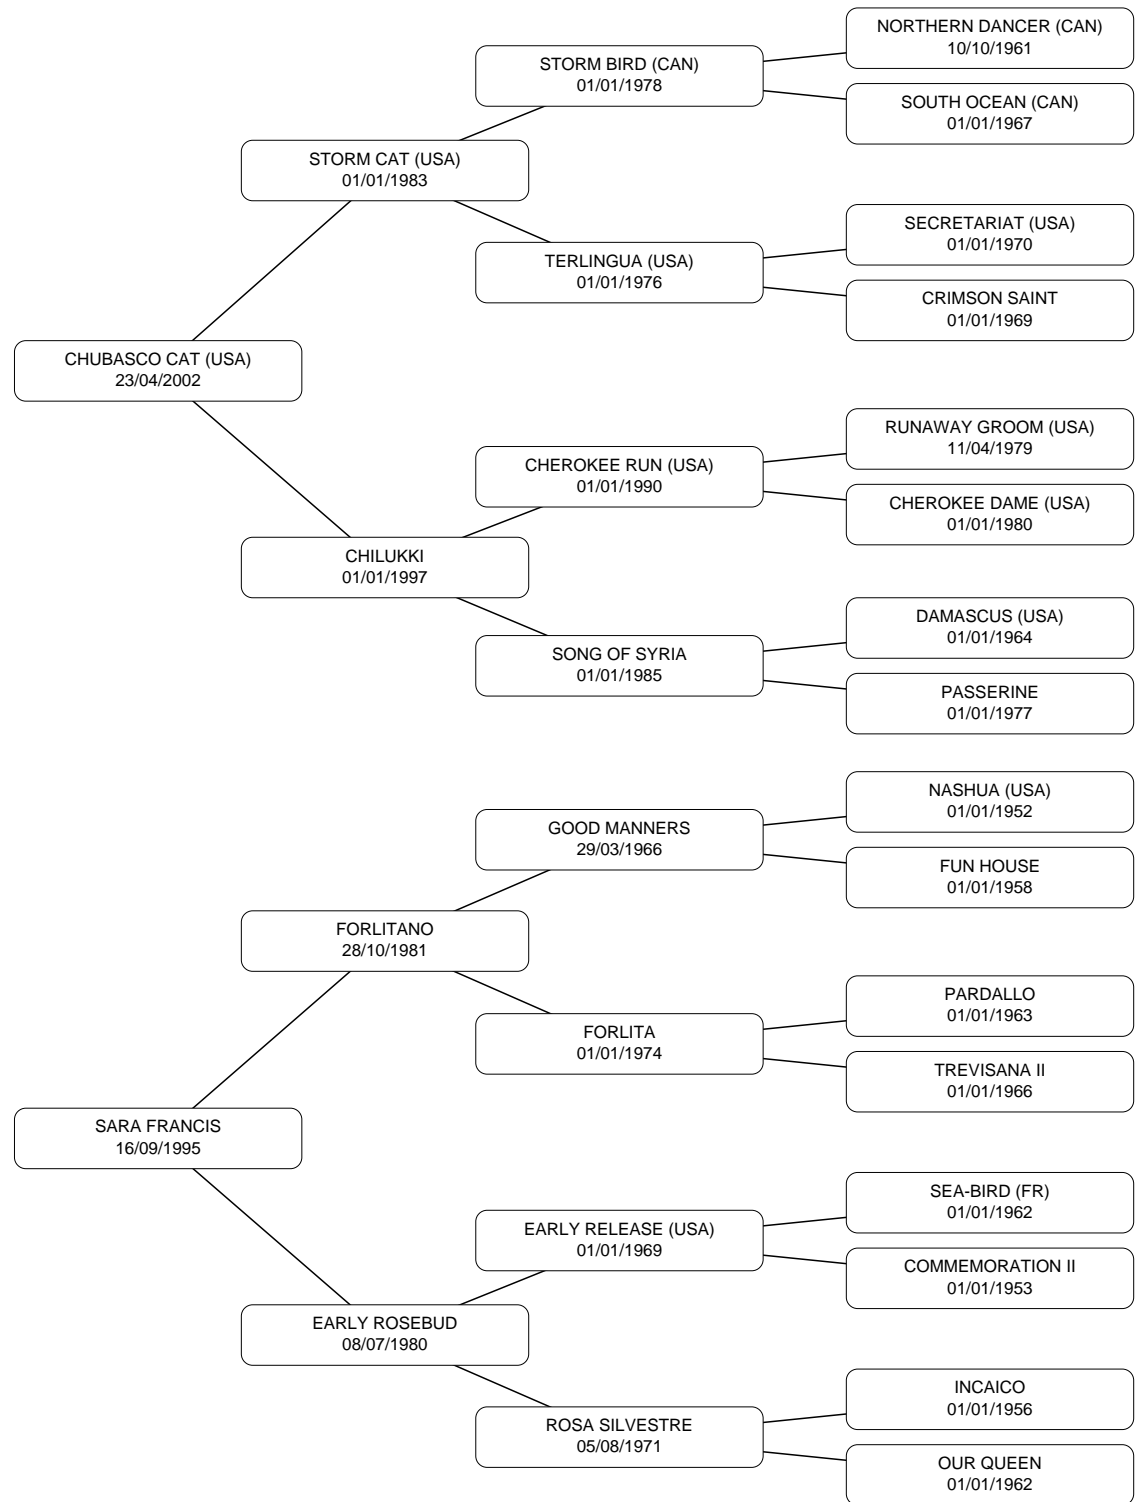 NORTHERN DANCER (CAN)
10/10/1961
STORM BIRD (CAN)
01/01/1978
SOUTH OCEAN (CAN)
01/01/1967
STORM CAT (USA)
01/01/1983
SECRETARIAT (USA)
01/01/1970
TERLINGUA (USA)
01/01/1976
CRIMSON SAINT
01/01/1969
CHUBASCO CAT (USA)
23/04/2002
RUNAWAY GROOM (USA)
11/04/1979
CHEROKEE RUN (USA)
01/01/1990
CHEROKEE DAME (USA)
01/01/1980
CHILUKKI
01/01/1997
DAMASCUS (USA)
01/01/1964
SONG OF SYRIA
01/01/1985
PASSERINE
01/01/1977
NASHUA (USA)
01/01/1952
GOOD MANNERS
29/03/1966
FUN HOUSE
01/01/1958
FORLITANO
28/10/1981
PARDALLO
01/01/1963
FORLITA
01/01/1974
TREVISANA II
01/01/1966
SARA FRANCIS
16/09/1995
SEA-BIRD (FR)
01/01/1962
EARLY RELEASE (USA)
01/01/1969
COMMEMORATION II
01/01/1953
EARLY ROSEBUD
08/07/1980
INCAICO
01/01/1956
ROSA SILVESTRE
05/08/1971
OUR QUEEN
01/01/1962